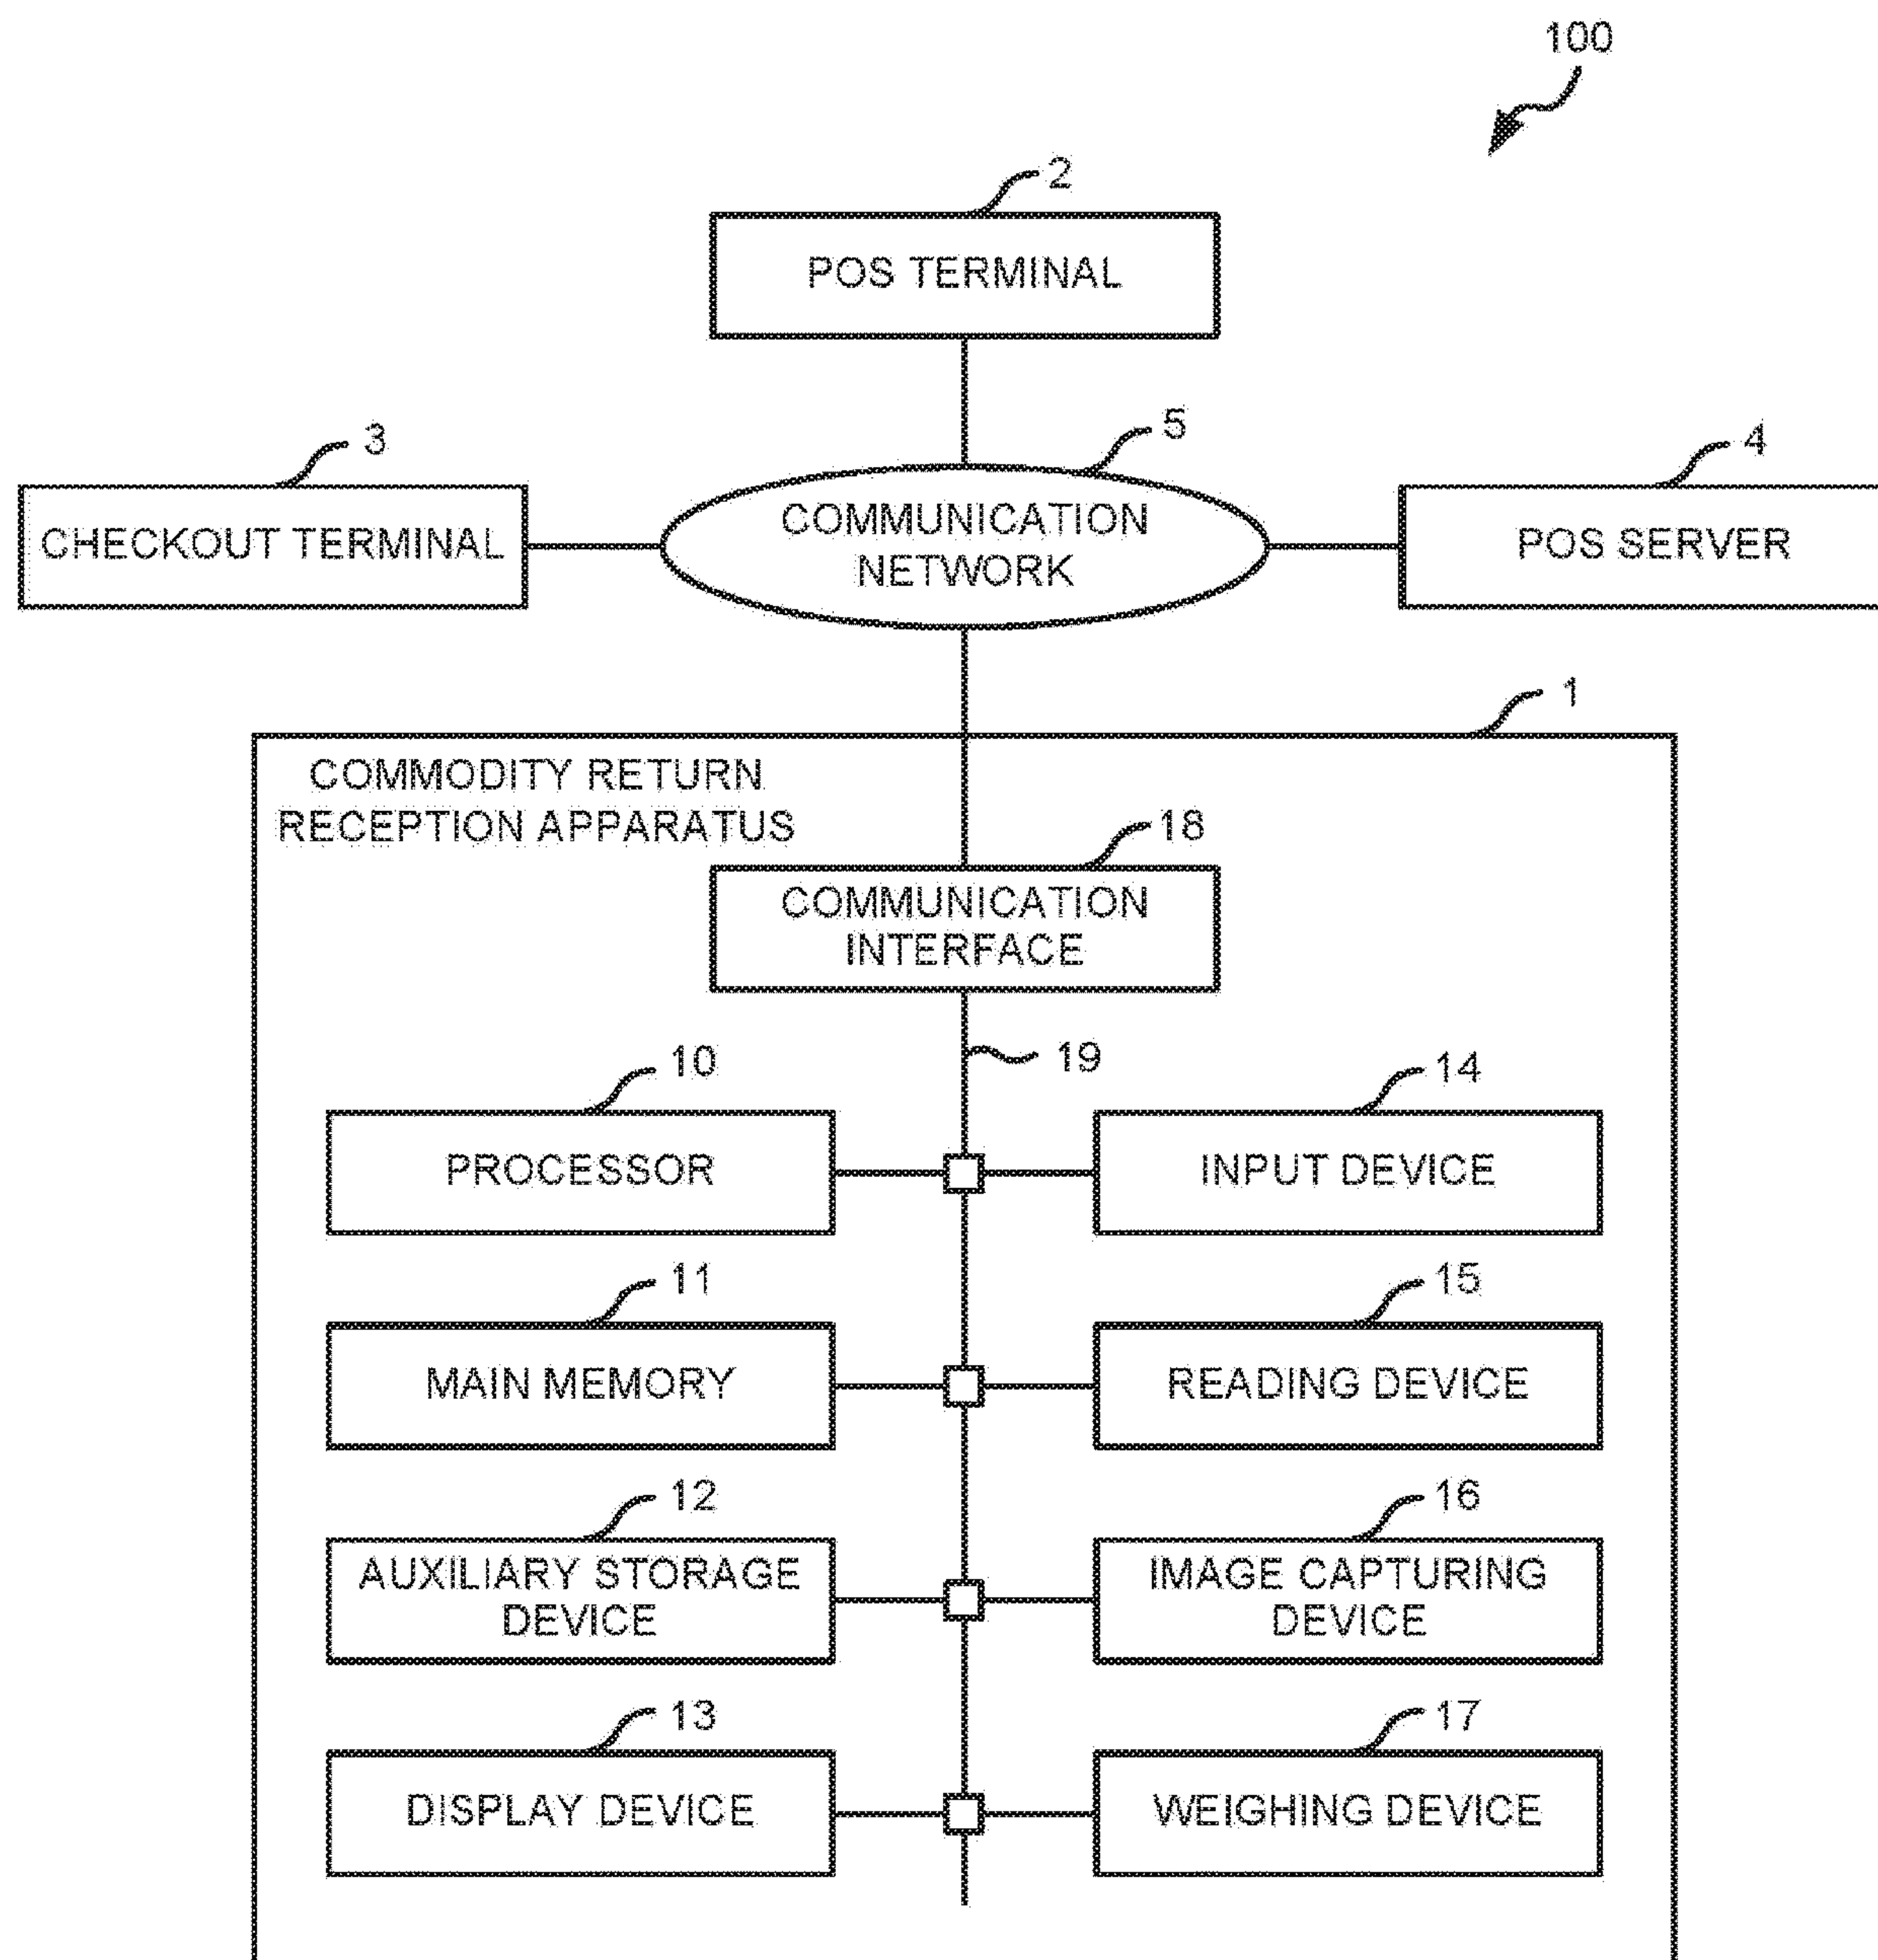 100
2
POS TERMINAL
3
5
4
CHECKOUT TERMINAL
COMMUNICATION
NETWORK
POS SERVER
1
COMMODITY RETURN
RECEPTION APPARATUS
18
COMMUNICATION
INTERFACE
19
10
14
PROCESSOR
INPUT DEVICE
11
15
MAIN MEMORY
READING DEVICE
12
16
AUXILIARY STORAGE
DEVICE
IMAGE CAPTURING
DEVICE
13
17
DISPLAY DEVICE
WEIGHING DEVICE